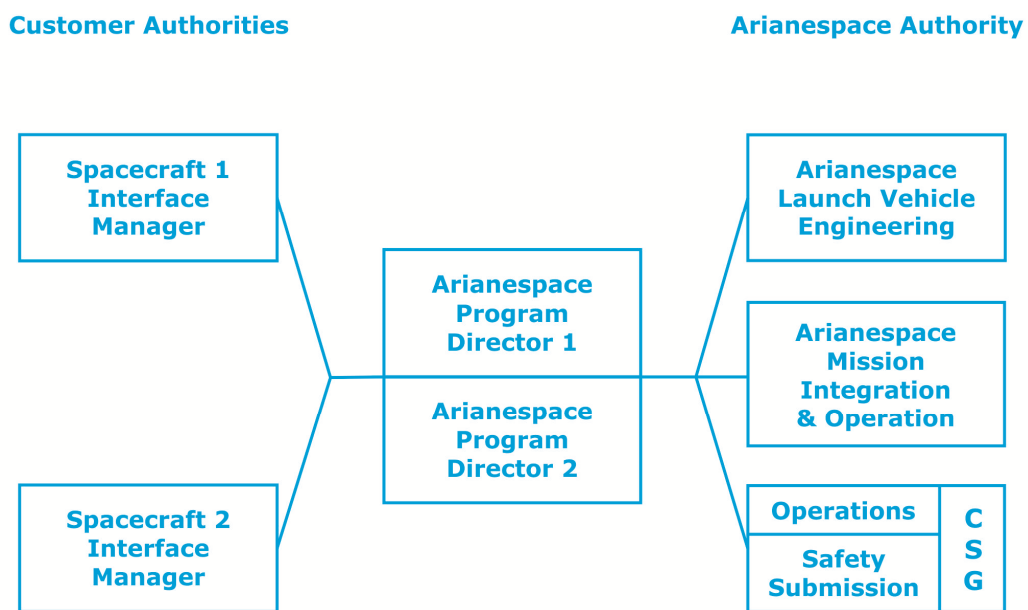 Customer Authorities
Arianespace Authority
Spacecraft 1
Interface
Manager
Arianespace
Launch Vehicle
Engineering
Arianespace
Program
Director 1
Arianespace
Mission
Integration
& Operation
Arianespace
Program
Director 2
Spacecraft 2
Interface
Manager
Operations
Safety
Submission
C
S
G